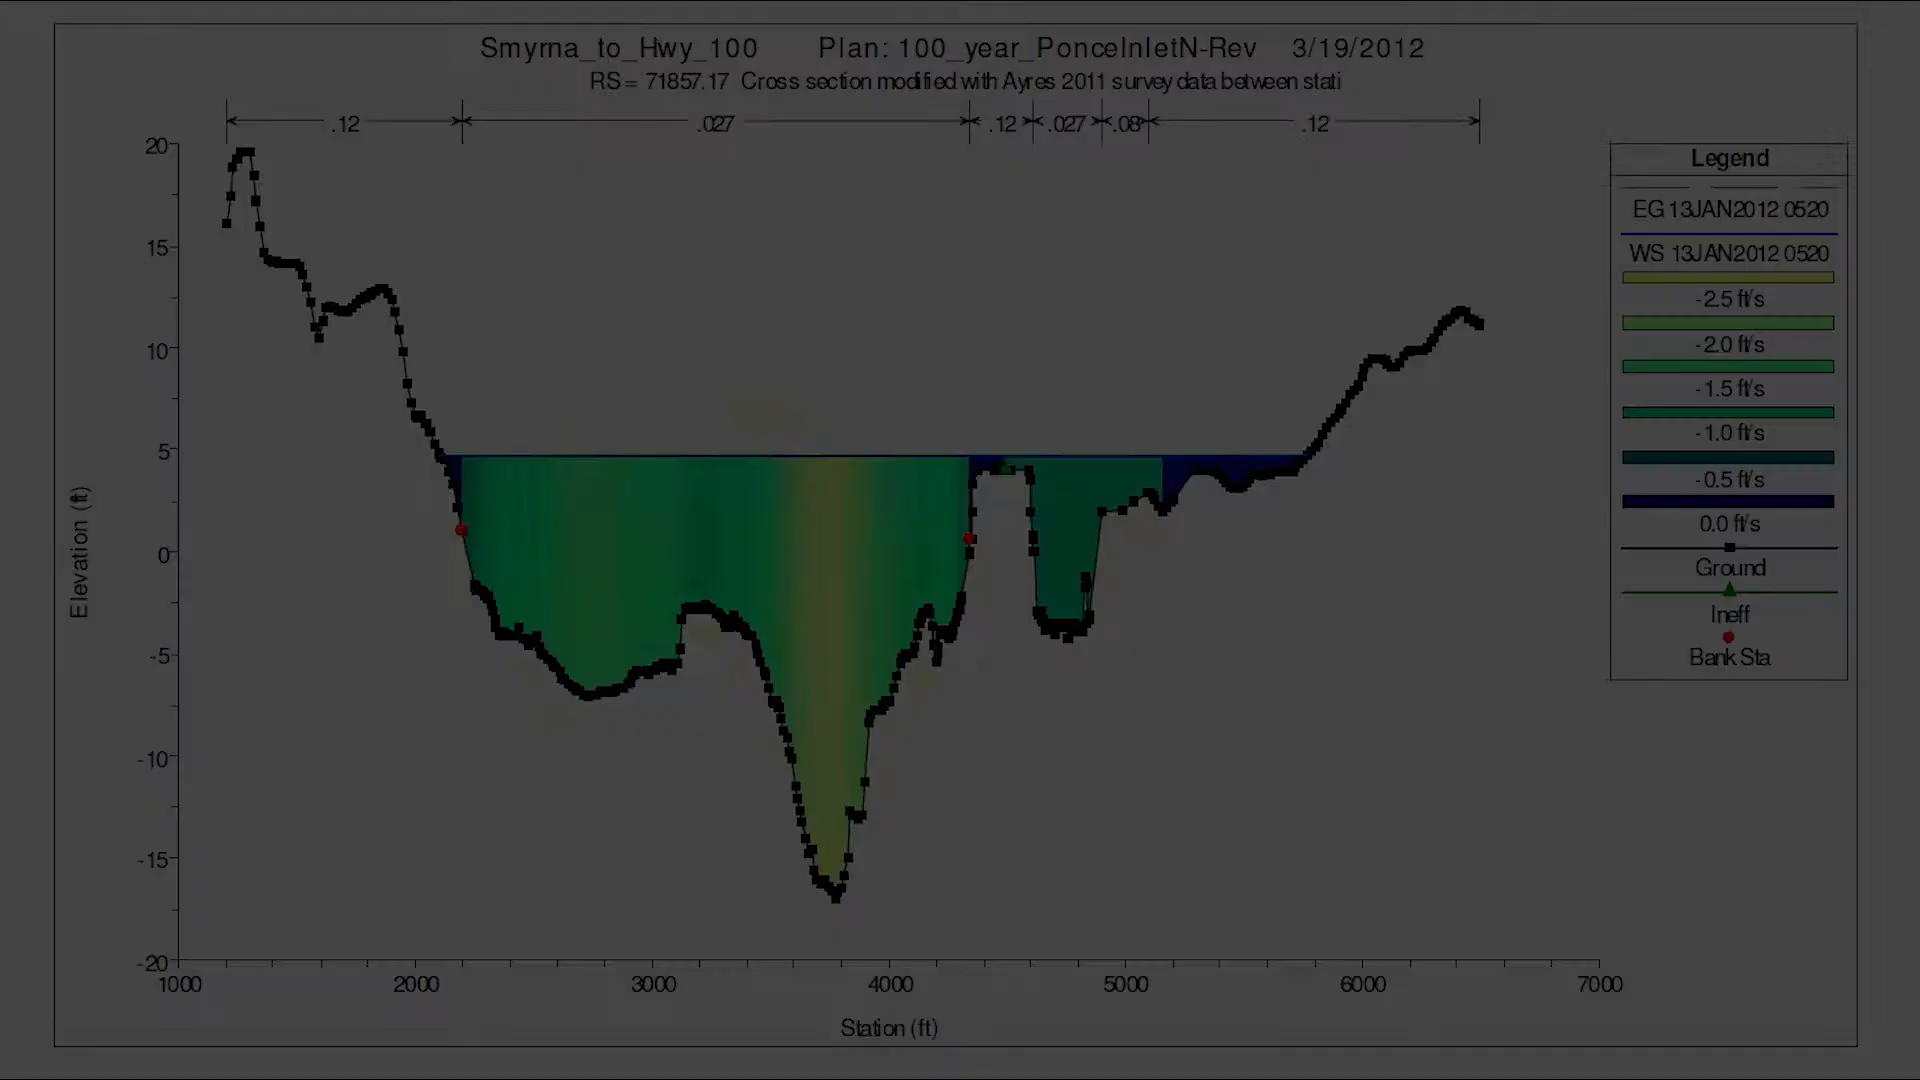 Smyrna_to_Hwy_100 Plan: 100_year_PonceInletN-Rev 3/19/2012
RS = 71857.17 Cross section modified with Ayres 2011 survey data between stati
.12 .027 .12 .027 .08 .12
20
15
10
5
0
-5
-10
-15
-20
Elevation (ft)
1000 2000 3000 4000 5000 6000 7000
Station (ft)
Legend
EG 13JAN2012 0520
WS 13JAN2012 0520
-2.5 ft/s
-2.0 ft/s
-1.5 ft/s
-1.0 ft/s
-0.5 ft/s
0.0 ft/s
Ground
Ineff
Bank Sta